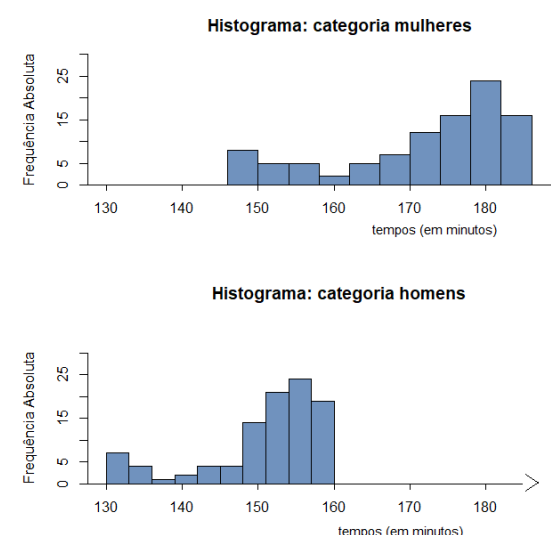 Histograma: categoria mulheres
Frequência Absoluta
25
15
5
0
130 140 150 160 170 180
tempos (em minutos)
Histograma: categoria homens
Frequência Absoluta
25
15
5
0
130 140 150 160 170 180
tempos (em minutos)